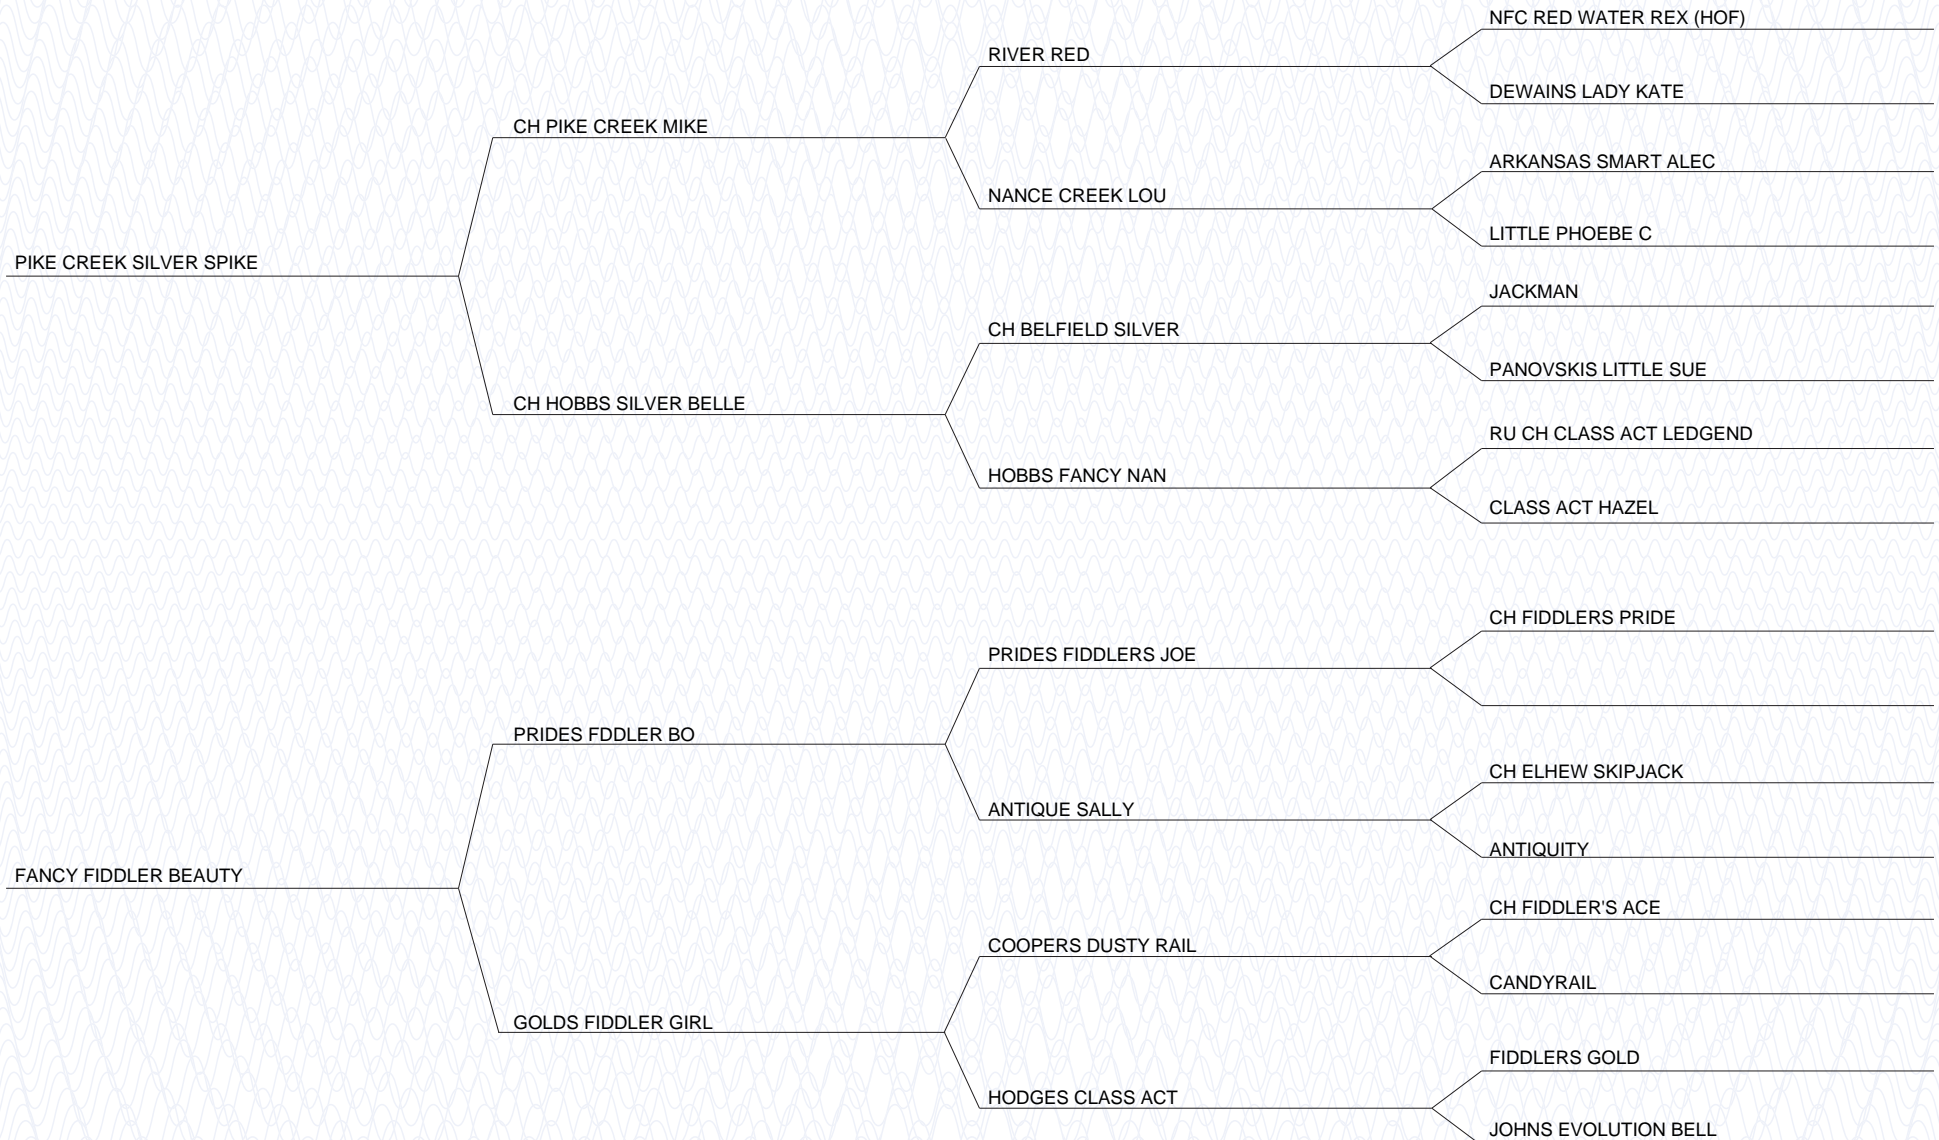 NFC RED WATER REX (HOF)
RIVER RED
DEWAINS LADY KATE
CH PIKE CREEK MIKE
ARKANSAS SMART ALEC
NANCE CREEK LOU
LITTLE PHOEBE C
PIKE CREEK SILVER SPIKE
JACKMAN
CH BELFIELD SILVER
PANOVSKIS LITTLE SUE
CH HOBBS SILVER BELLE
RU CH CLASS ACT LEDGEND
HOBBS FANCY NAN
CLASS ACT HAZEL
CH FIDDLERS PRIDE
PRIDES FIDDLERS JOE
PRIDES FDDLER BO
CH ELHEW SKIPJACK
ANTIQUE SALLY
ANTIQUITY
FANCY FIDDLER BEAUTY
CH FIDDLER'S ACE
COOPERS DUSTY RAIL
CANDYRAIL
GOLDS FIDDLER GIRL
FIDDLERS GOLD
HODGES CLASS ACT
JOHNS EVOLUTION BELL